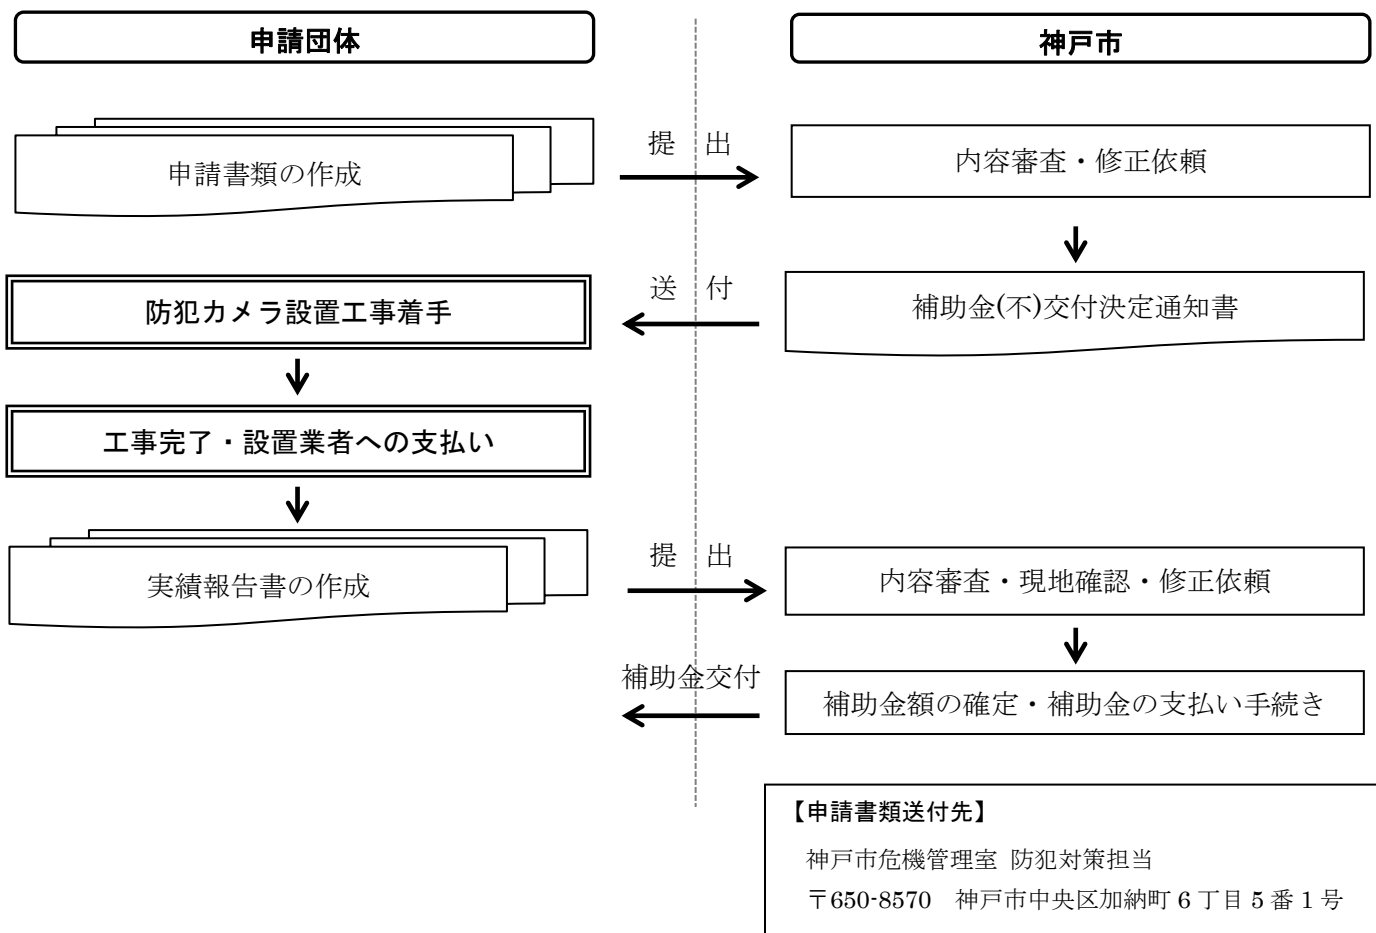 申請団体
神戸市
申請書類の作成
提 出
内容審査・修正依頼
防犯カメラ設置工事着手
送 付
補助金(不)交付決定通知書
工事完了・設置業者への支払い
実績報告書の作成
提 出
内容審査・現地確認・修正依頼
補助金交付
補助金額の確定・補助金の支払い手続き
【申請書類送付先】
神戸市危機管理室 防犯対策担当
〒650-8570 神戸市中央区加納町 6 丁目 5 番 1 号